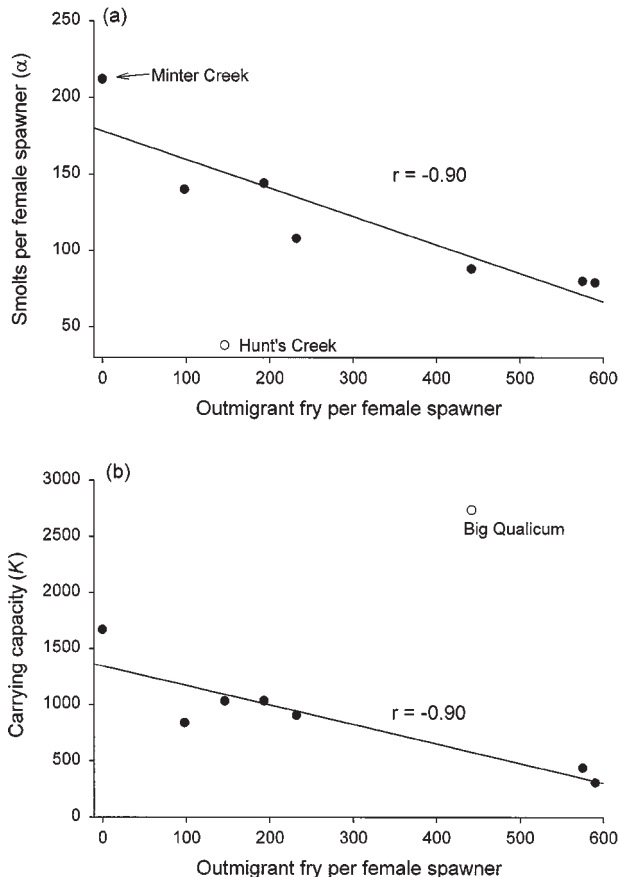 (a)
250
200
150
100
50
Smolts per female spawner (α)
Minter Creek
r = -0.90
Hunt's Creek
0 100 200 300 400 500 600
Outmigrant fry per female spawner
(b)
3000
2500
2000
1500
1000
500
0
Carrying capacity (K)
Big Qualicum
r = -0.90
0 100 200 300 400 500 600
Outmigrant fry per female spawner